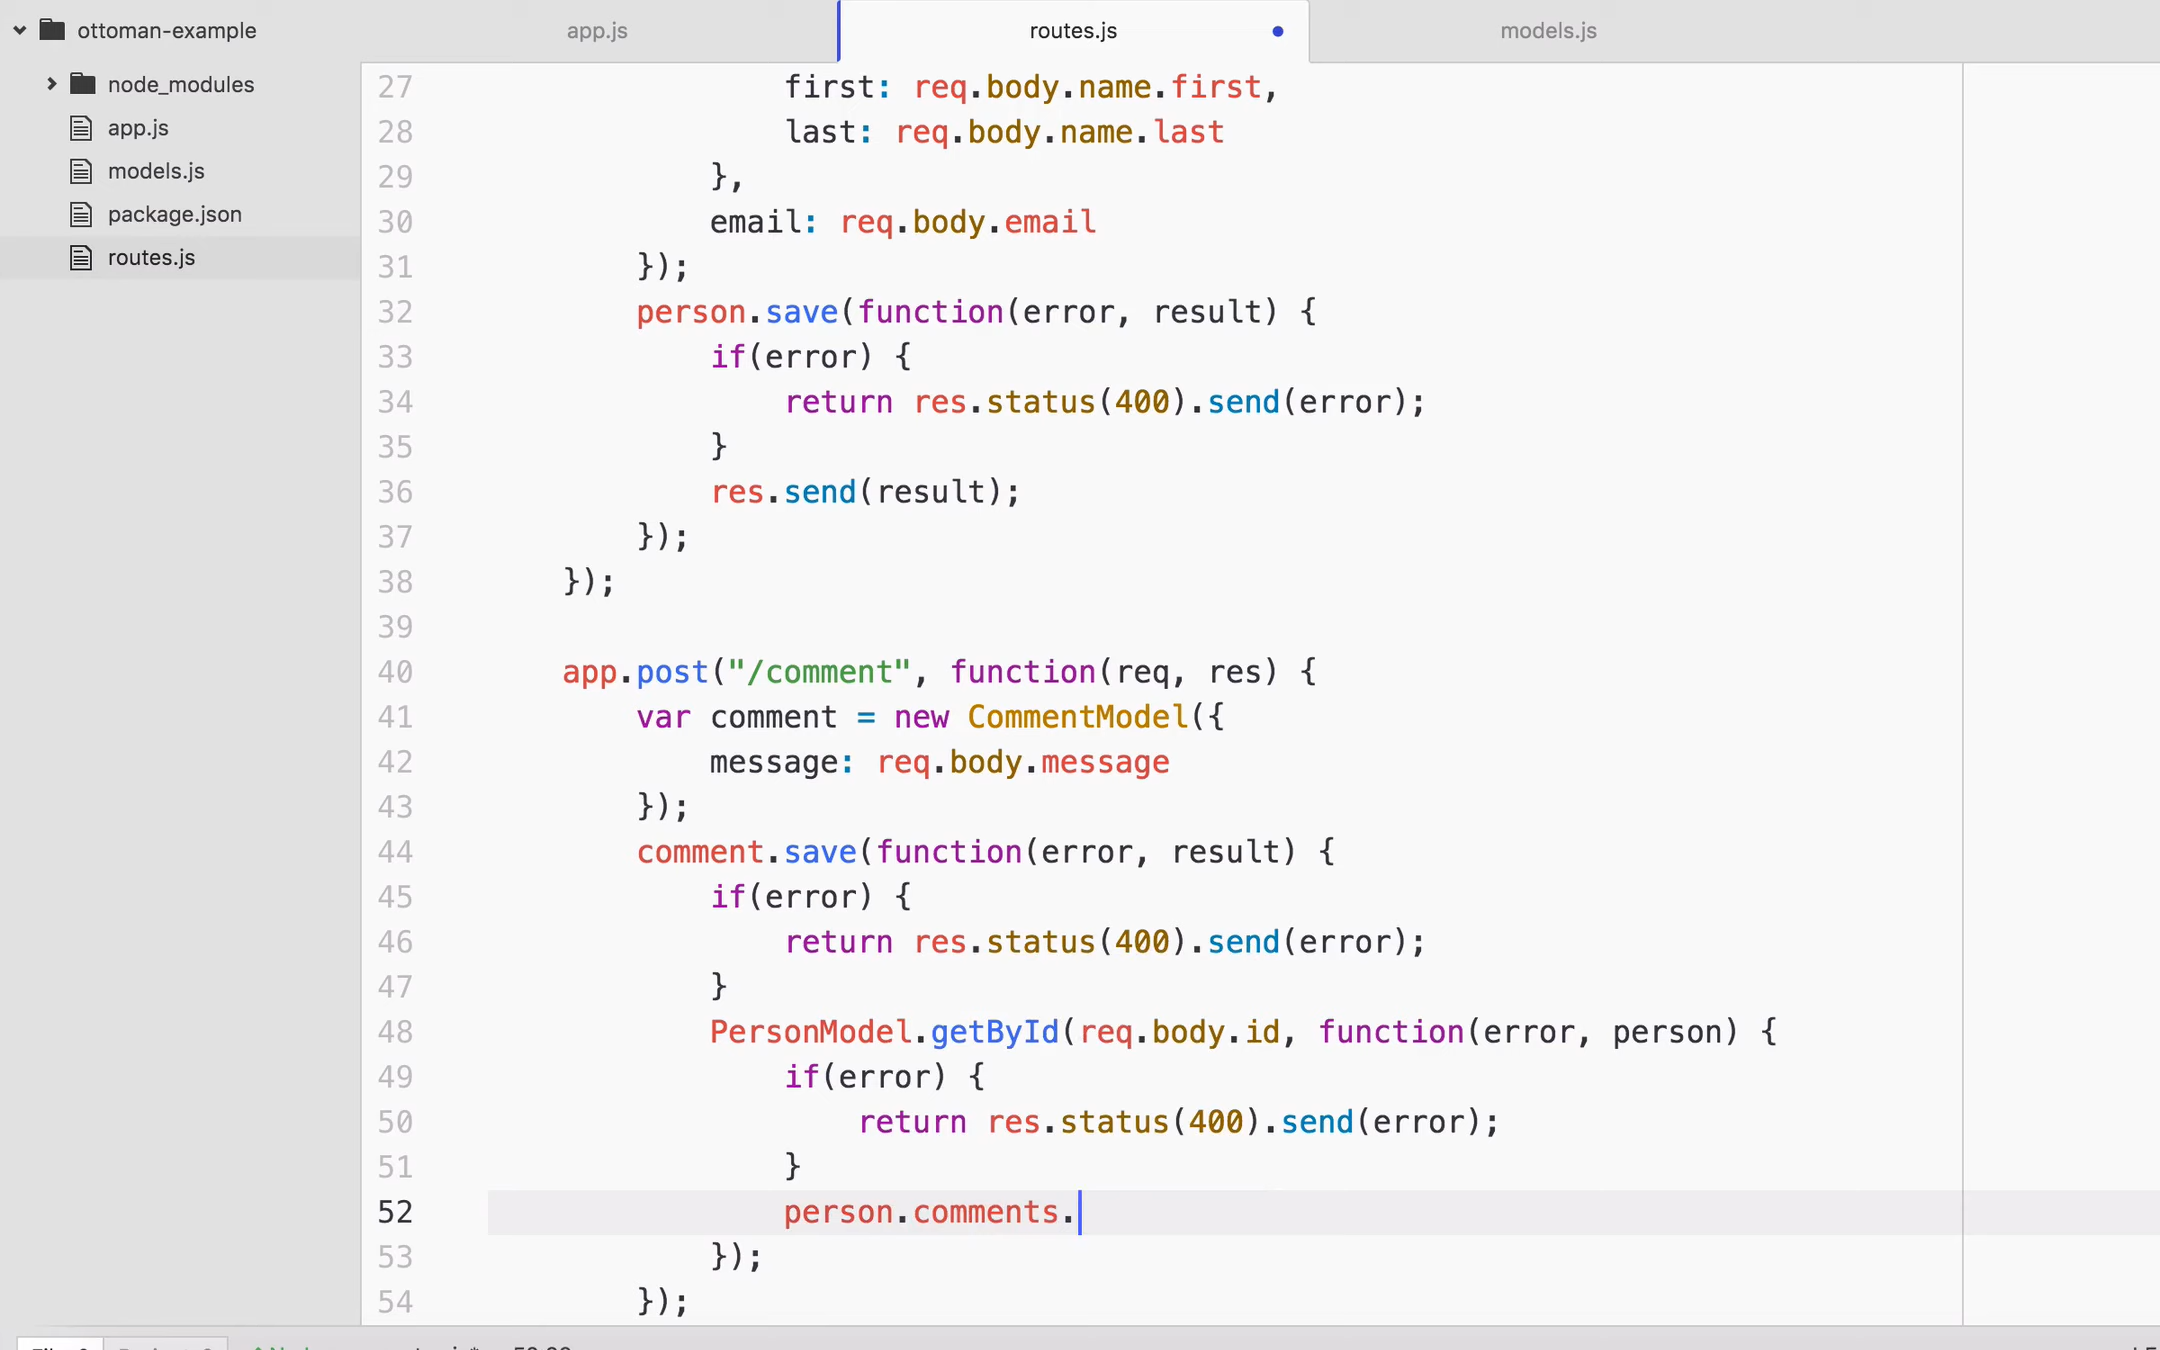 ottoman-example
node_modules
app.js
models.js
package.json
routes.js
app.js
routes.js
models.js
27 first: req.body.name.first,
28 last: req.body.name.last
29 },
30 email: req.body.email
31 });
32 person.save(function(error, result) {
33 if(error) {
34 return res.status(400).send(error);
35 }
36 res.send(result);
37 });
38 });
39
40 app.post("/comment", function(req, res) {
41 var comment = new CommentModel({
42 message: req.body.message
43 });
44 comment.save(function(error, result) {
45 if(error) {
46 return res.status(400).send(error);
47 }
48 PersonModel.getById(req.body.id, function(error, person) {
49 if(error) {
50 return res.status(400).send(error);
51 }
52 person.comments.
53 });
54 });